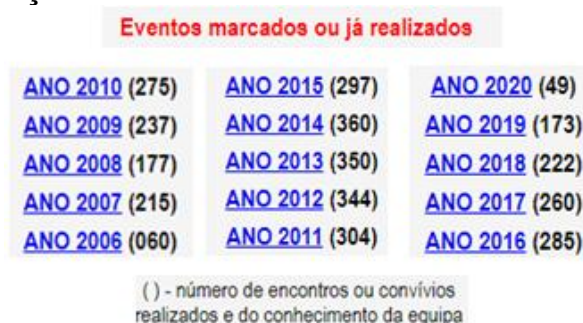 Eventos marcados ou já realizados
ANO 2010 (275)
ANO 2009 (237)
ANO 2008 (177)
ANO 2007 (215)
ANO 2006 (060)
ANO 2015 (297)
ANO 2014 (360)
ANO 2013 (350)
ANO 2012 (344)
ANO 2011 (304)
ANO 2020 (49)
ANO 2019 (173)
ANO 2018 (222)
ANO 2017 (260)
ANO 2016 (285)
( ) - número de encontros ou convívios
realizados e do conhecimento da equipa